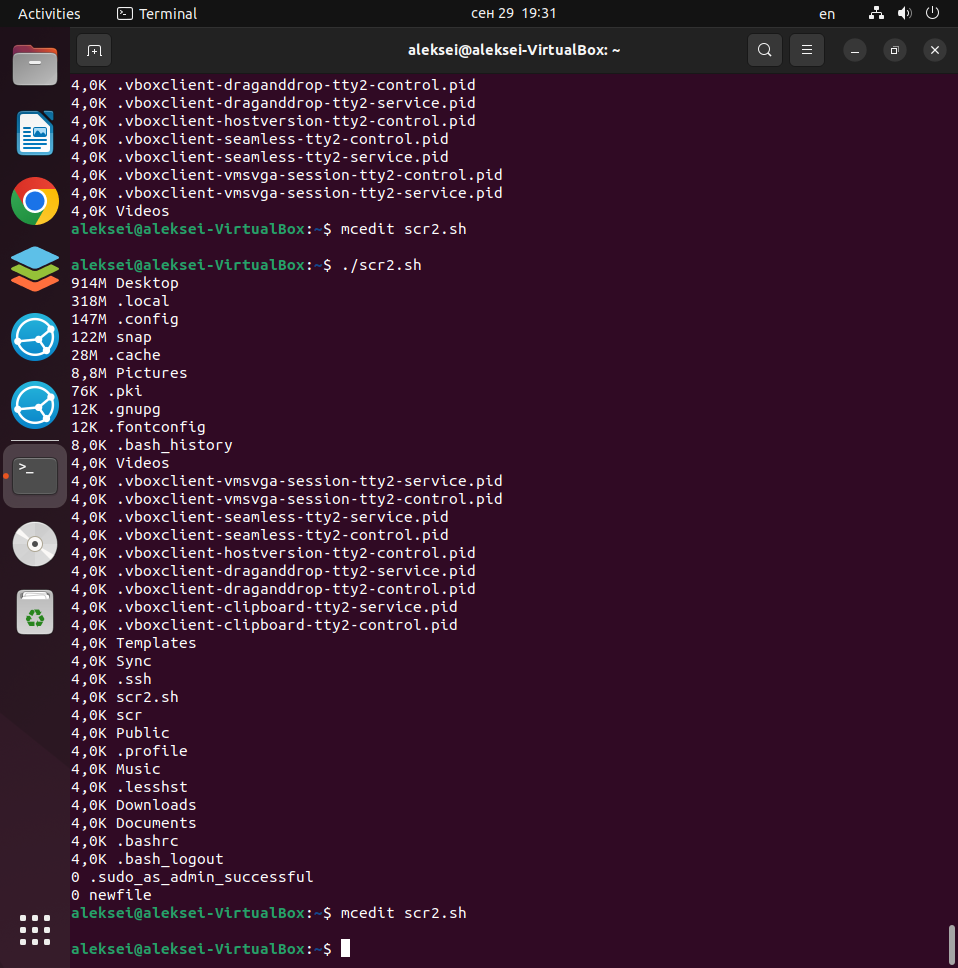 Activities
Terminal
сен 29 19:31
en
aleksei@aleksei-VirtualBox: ~
4,0K .vboxclient-draganddrop-tty2-control.pid
4,0K .vboxclient-draganddrop-tty2-service.pid
4,0K .vboxclient-hostversion-tty2-control.pid
4,0K .vboxclient-seamless-tty2-control.pid
4,0K .vboxclient-seamless-tty2-service.pid
4,0K .vboxclient-vmsvga-session-tty2-control.pid
4,0K .vboxclient-vmsvga-session-tty2-service.pid
4,0K Videos
aleksei@aleksei-VirtualBox:~$ mcedit scr2.sh
aleksei@aleksei-VirtualBox:~$ ./scr2.sh
914M Desktop
318M .local
147M .config
122M snap
28M .cache
8,8M Pictures
76K .pki
12K .gnupg
12K .fontconfig
8,0K .bash_history
4,0K Videos
4,0K .vboxclient-vmsvga-session-tty2-service.pid
4,0K .vboxclient-vmsvga-session-tty2-control.pid
4,0K .vboxclient-seamless-tty2-service.pid
4,0K .vboxclient-seamless-tty2-control.pid
4,0K .vboxclient-hostversion-tty2-control.pid
4,0K .vboxclient-draganddrop-tty2-service.pid
4,0K .vboxclient-draganddrop-tty2-control.pid
4,0K .vboxclient-clipboard-tty2-service.pid
4,0K .vboxclient-clipboard-tty2-control.pid
4,0K Templates
4,0K Sync
4,0K .ssh
4,0K scr2.sh
4,0K scr
4,0K Public
4,0K .profile
4,0K Music
4,0K .lesshst
4,0K Downloads
4,0K Documents
4,0K .bashrc
4,0K .bash_logout
0 .sudo_as_admin_successful
0 newfile
aleksei@aleksei-VirtualBox:~$ mcedit scr2.sh
aleksei@aleksei-VirtualBox:~$